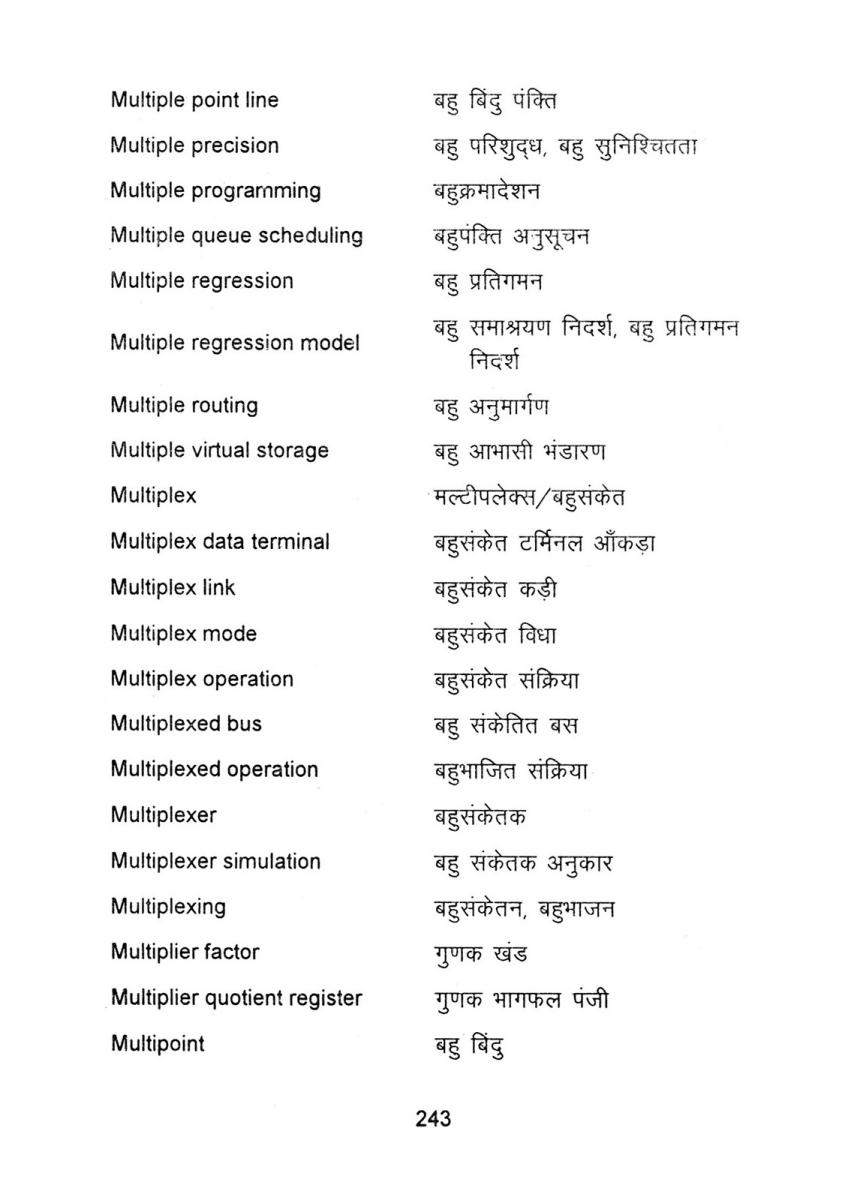 Multiple point line बहु बिंदु पंक्ति
Multiple precision बहु परिशुद्ध, बहु सुनिश्चितता
Multiple programming बहुक्रमादेशन
Multiple queue scheduling बहुपंक्ति अनुसूचन
Multiple regression बहु प्रतिगमन
Multiple regression model बहु समाश्रयण निदर्श, बहु प्रतिगमन
निदर्श
Multiple routing बहु अनुमार्गण
Multiple virtual storage बहु आभासी भंडारण
Multiplex मल्टीपलेक्स/बहुसंकेत
Multiplex data terminal बहुसंकेत टर्मिनल आँकड़ा
Multiplex link बहुसंकेत कड़ी
Multiplex mode बहुसंकेत विधा
Multiplex operation बहुसंकेत संक्रिया
Multiplexed bus बहु संकेतित बस
Multiplexed operation बहुभाजित संक्रिया
Multiplexer बहुसंकेतक
Multiplexer simulation बहु संकेतक अनुकार
Multiplexing बहुसंकेतन, बहुभाजन
Multiplier factor गुणक खंड
Multiplier quotient register गुणक भागफल पंजी
Multipoint बहु बिंदु
243